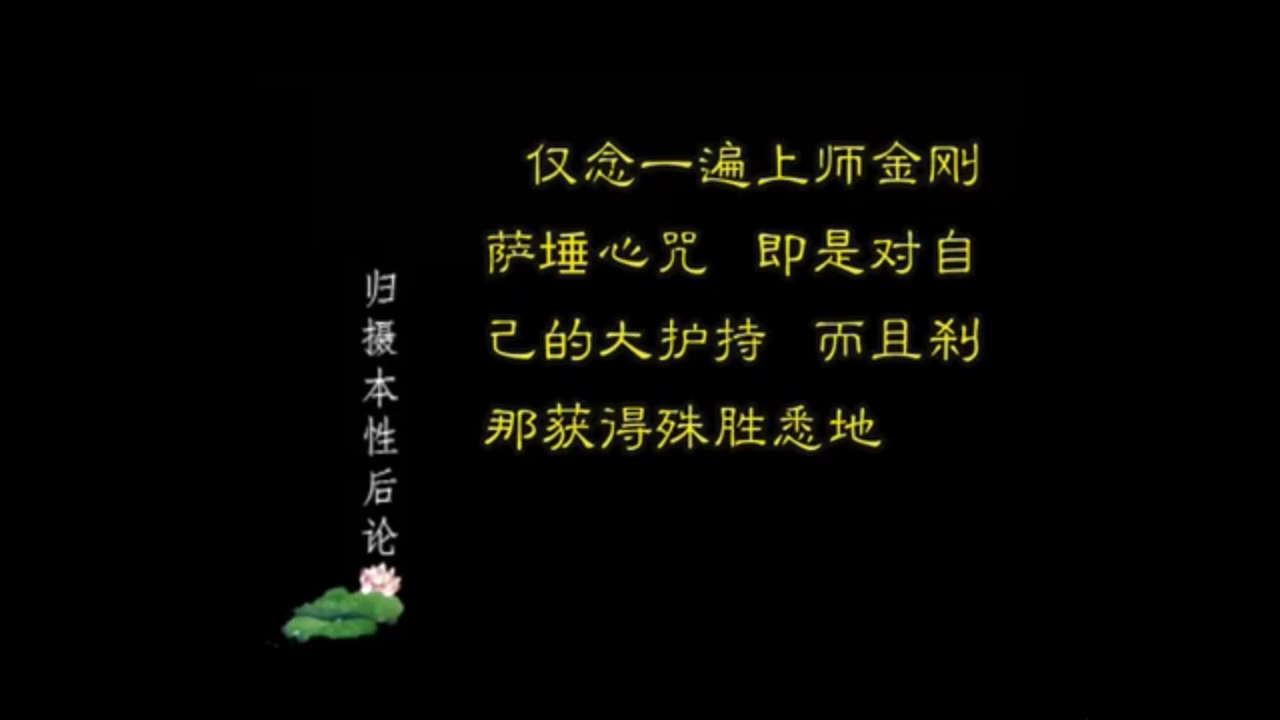 仅念一遍上师金刚
萨埵心咒 即是对自
己的大护持 而且刹
那获得殊胜悉地
归摄本性后论